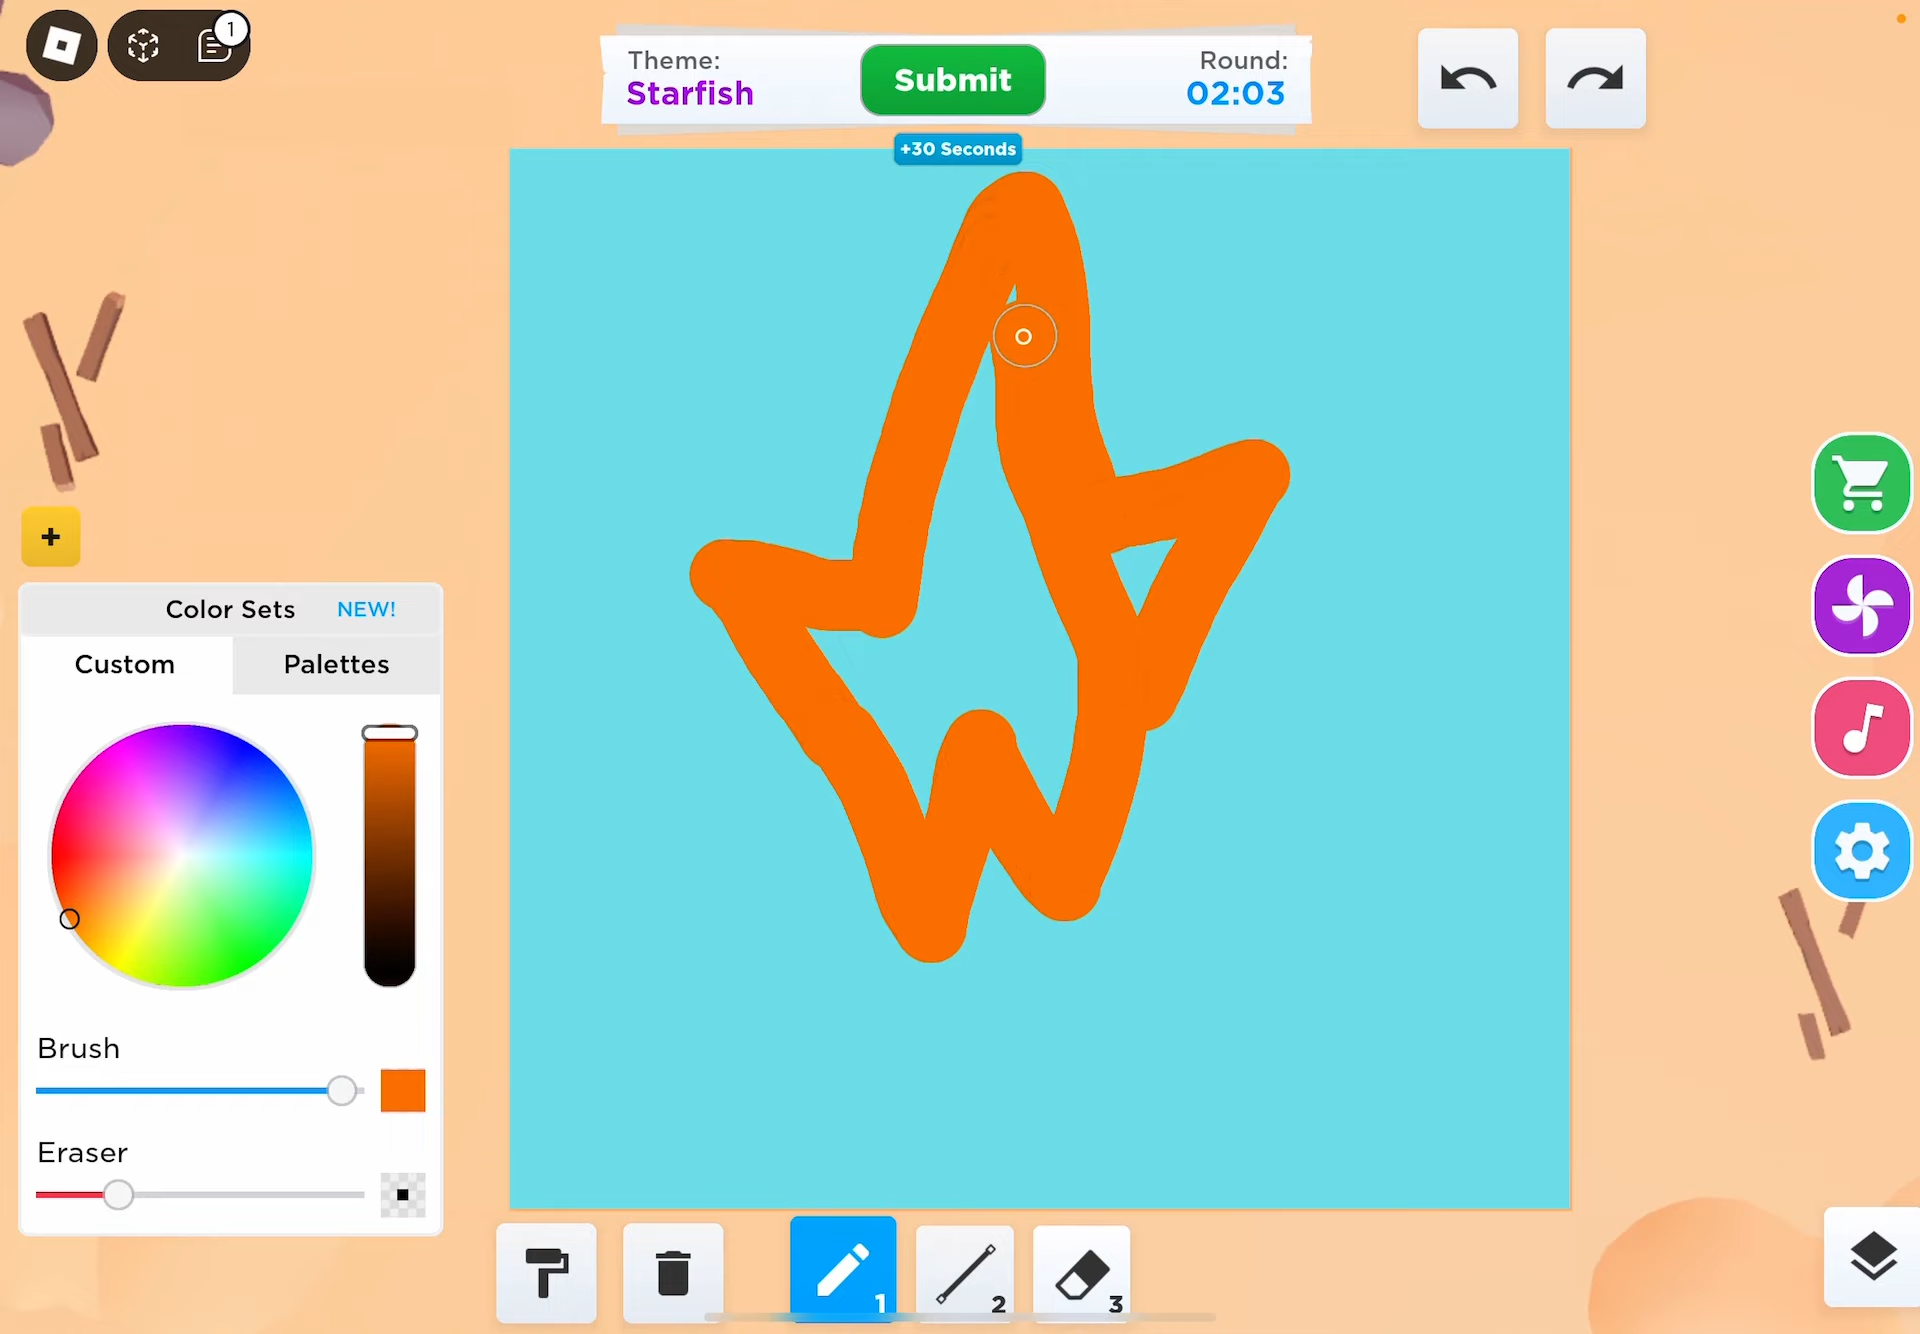 1
Theme:
Starfish
Submit
Round:
02:03
+30 Seconds
+
Color Sets NEW!
Custom Palettes
Brush
Eraser
1
2
3